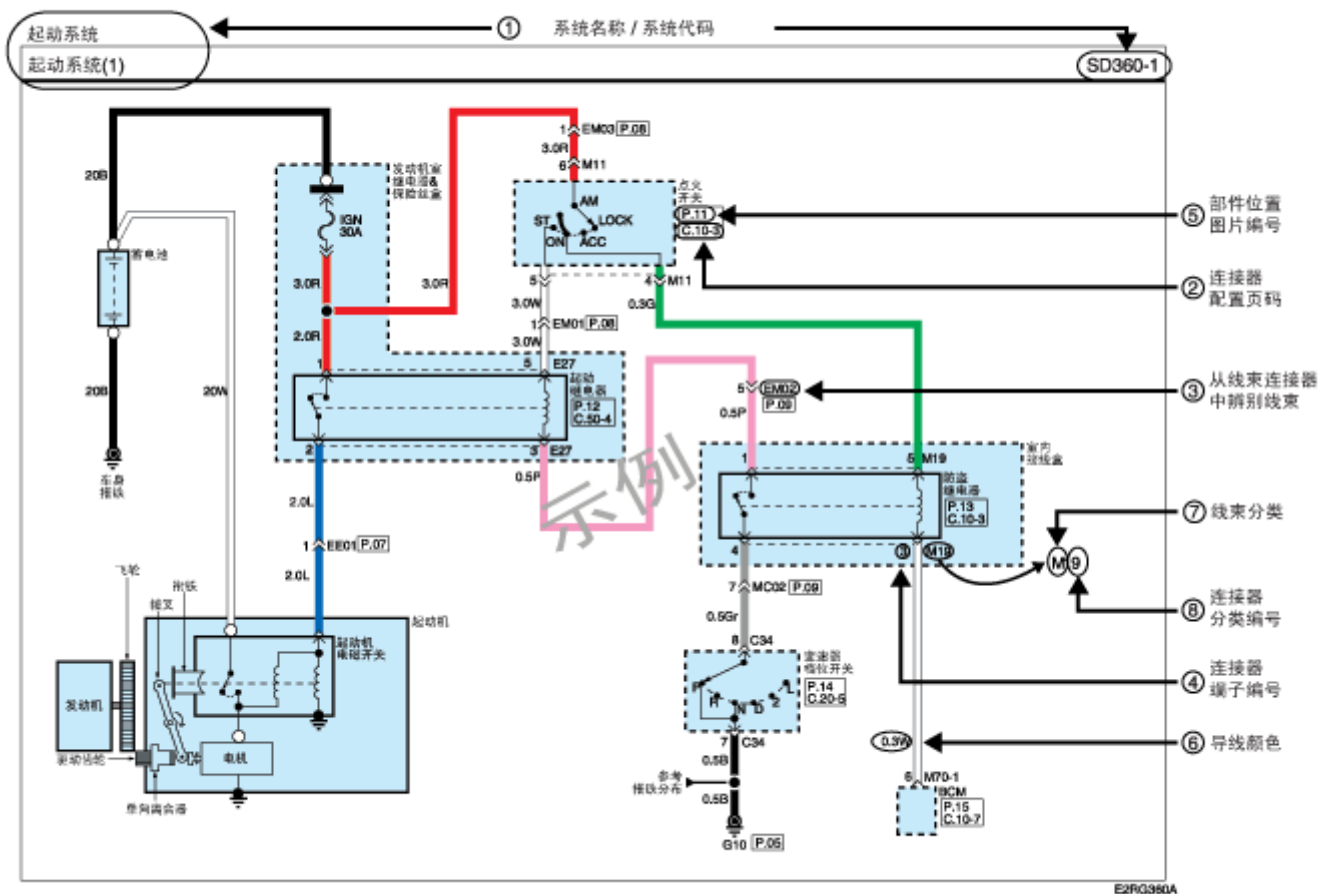 起动系统
起动系统(1)
① 系统名称 / 系统代码
SD360-1
1 EM03 P.08
3.0R
6 M11
20B
发动机室
继电器&
保险丝盒
IGN
30A
点火
开关
AM
ST
LOCK
ON
ACC
P.11
C.10-3
⑤ 部件位置
图片编号
② 连接器
配置页码
蓄电池
3.0R
3.0R
5
4 M11
3.0W
0.3G
1 EM01 P.08
3.0W
2.0R
1
5 E27
起动
继电器
P.12
C.50-4
20B
20W
5 EM02
P.09
0.5P
③ 从线束连接器
中辨别线束
2
3 E27
0.5P
示例
车身
搭铁
1
5 M19
室内
接线盒
防盗
继电器
P.13
C.10-3
2.0L
1 EE01 P.07
2.0L
4
3 M19
⑦ 线束分类
M 9
⑧ 连接器
分类编号
7 MC02 P.09
0.5Gr
8 C34
飞轮
衔铁
拨叉
起动机
起动机
电磁开关
变速器
档位开关
P.14
C.20-5
P
R
N
D
2
L
④ 连接器
端子编号
发动机
电机
驱动齿轮
单向离合器
7 C34
0.5B
参考
搭铁分布
0.5B
G10 P.05
0.3W
⑥ 导线颜色
6 M70-1
BCM
P.15
C.10-7
E2RG360A